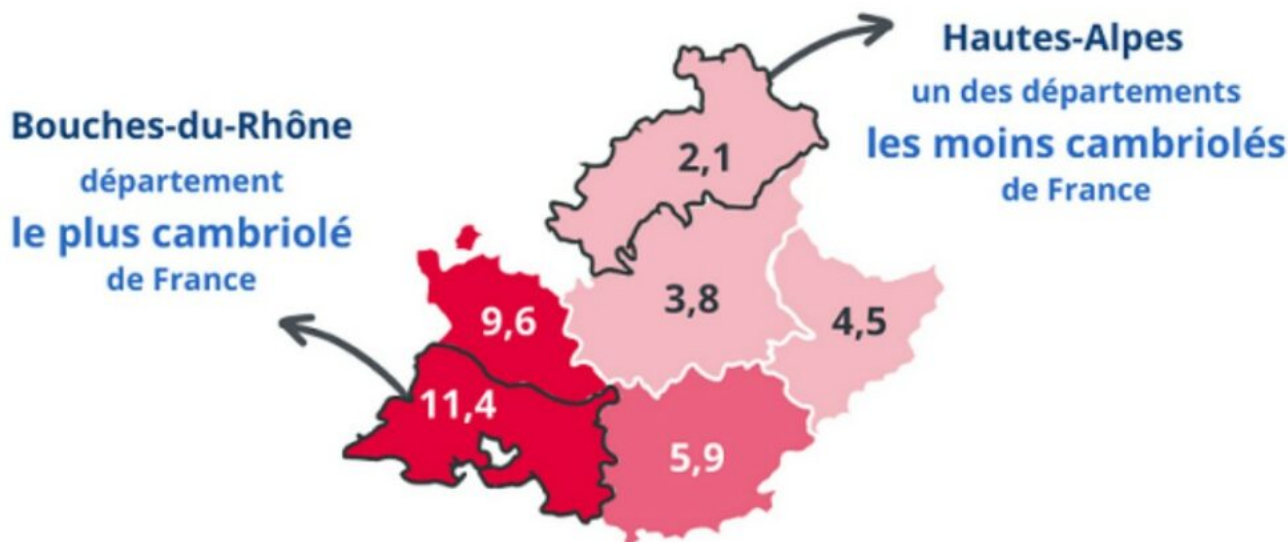 Bouches-du-Rhône
département
le plus cambriolé
de France
Hautes-Alpes
un des départements
les moins cambriolés
de France
2,1
3,8
4,5
9,6
11,4
5,9